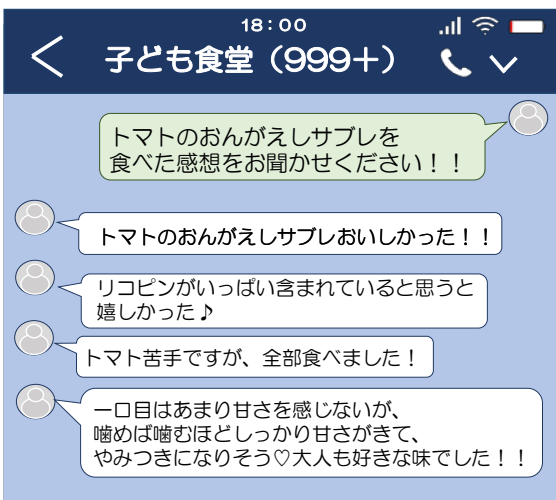 18:00
子ども食堂（999+）
トマトのおんがえしサブレを
食べた感想をお聞かせください！！
トマトのおんがえしサブレおいしかった！！
リコピンがいっぱい含まれていると思うと
嬉しかった♪
トマト苦手ですが、全部食べました！
一口目はあまり甘さを感じないが、
噛めば噛むほどしっかり甘さがきて、
やみつきになりそう♡大人も好きな味でした！！